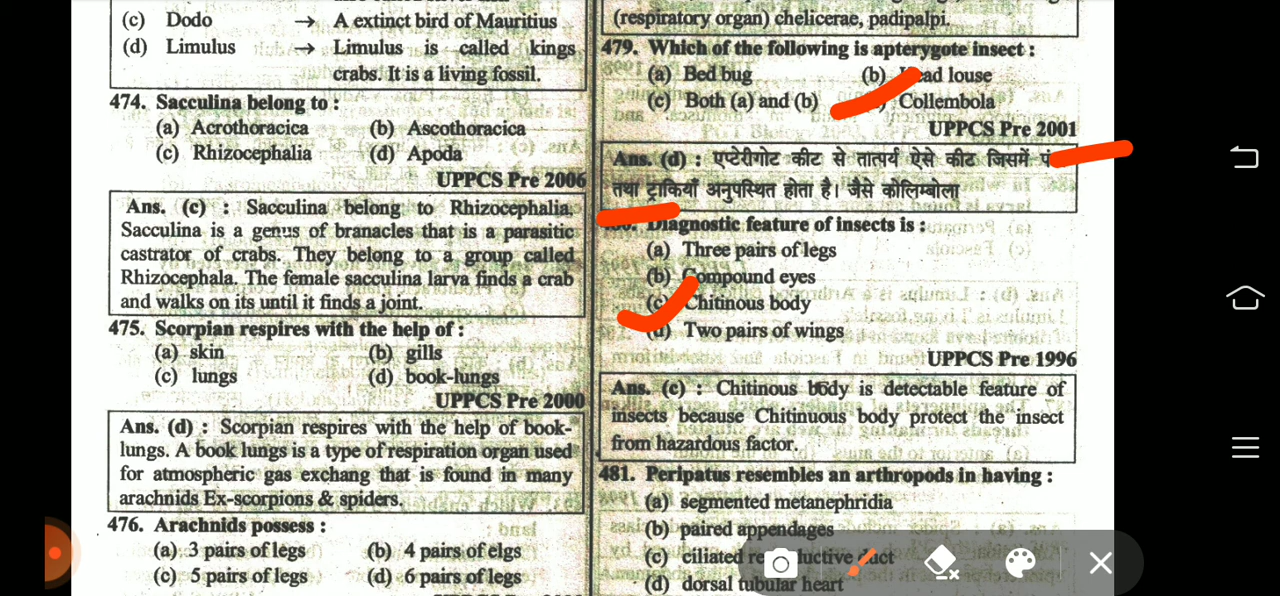 (c) Dodo → A extinct bird of Mauritius
(d) Limulus → Limulus is called kings
crabs. It is a living fossil.
474. Sacculina belong to :
(a) Acrothoracica (b) Ascothoracica
(c) Rhizocephalia (d) Apoda
UPPCS Pre 2006
Ans. (c) : Sacculina belong to Rhizocephalia.
Sacculina is a genus of branacles that is a parasitic
castrator of crabs. They belong to a group called
Rhizocephala. The female sacculina larva finds a crab
and walks on its until it finds a joint.
475. Scorpian respires with the help of :
(a) skin (b) gills
(c) lungs (d) book-lungs
UPPCS Pre 2000
Ans. (d) : Scorpian respires with the help of book-
lungs. A book lungs is a type of respiration organ used
for atmospheric gas exchang that is found in many
arachnids Ex-scorpions & spiders.
476. Arachnids possess :
(a) 3 pairs of legs (b) 4 pairs of elgs
(c) 5 pairs of legs (d) 6 pairs of legs
(respiratory organ) chelicerae, padipalpi.
479. Which of the following is apterygote insect :
(a) Bed bug (b) louse
(c) Both (a) and (b) Collembola
UPPCS Pre 2001
Ans. (d) : एप्टेरीगोट कीट से तात्पर्य ऐसे कीट जिसमें
तथा ट्राकियाँ अनुपस्थित होता है। जैसे कोलिम्बोला
Diagnostic feature of insects is :
(a) Three pairs of legs
(b) Compound eyes
(c) Chitinous body
(d) Two pairs of wings
UPPCS Pre 1996
Ans. (c) : Chitinous body is detectable feature of
insects because Chitinuous body protect the insect
from hazardous factor.
481. Peripatus resembles an arthropods in having :
(a) segmented metanephridia
(b) paired appendages
(c) ciliated duct
(d) dorsal tubular heart